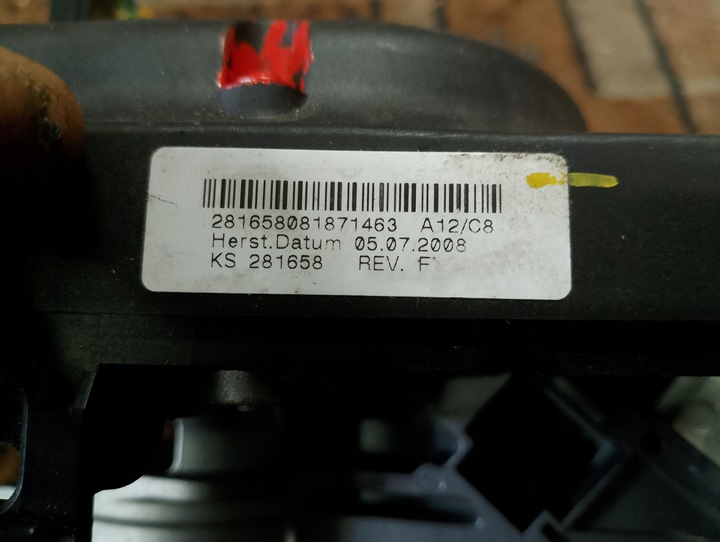 281658081871463 A12/C8
Herst.Datum 05.07.2008
KS 281658 REV. F